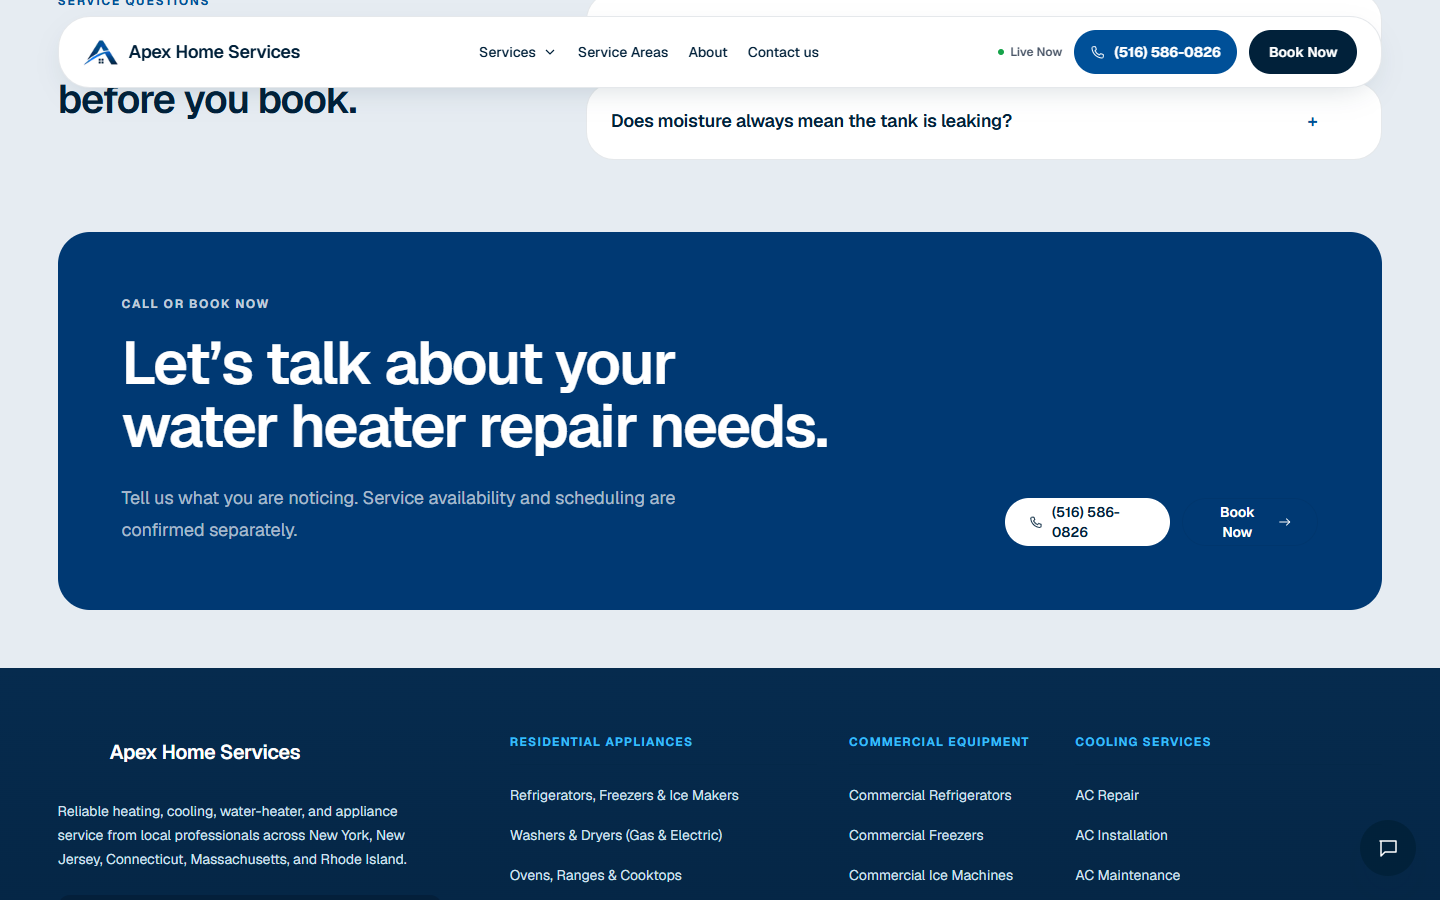 SERVICE QUESTIONS
Apex Home Services
Services
Service Areas
About
Contact us
Live Now
(516) 586-0826
Book Now
before you book.
Does moisture always mean the tank is leaking?
+
CALL OR BOOK NOW
Let’s talk about your
water heater repair needs.
Tell us what you are noticing. Service availability and scheduling are
confirmed separately.
(516) 586-
0826
Book
Now
Apex Home Services
Reliable heating, cooling, water-heater, and appliance
service from local professionals across New York, New
Jersey, Connecticut, Massachusetts, and Rhode Island.
RESIDENTIAL APPLIANCES
Refrigerators, Freezers & Ice Makers
Washers & Dryers (Gas & Electric)
Ovens, Ranges & Cooktops
COMMERCIAL EQUIPMENT
Commercial Refrigerators
Commercial Freezers
Commercial Ice Machines
COOLING SERVICES
AC Repair
AC Installation
AC Maintenance